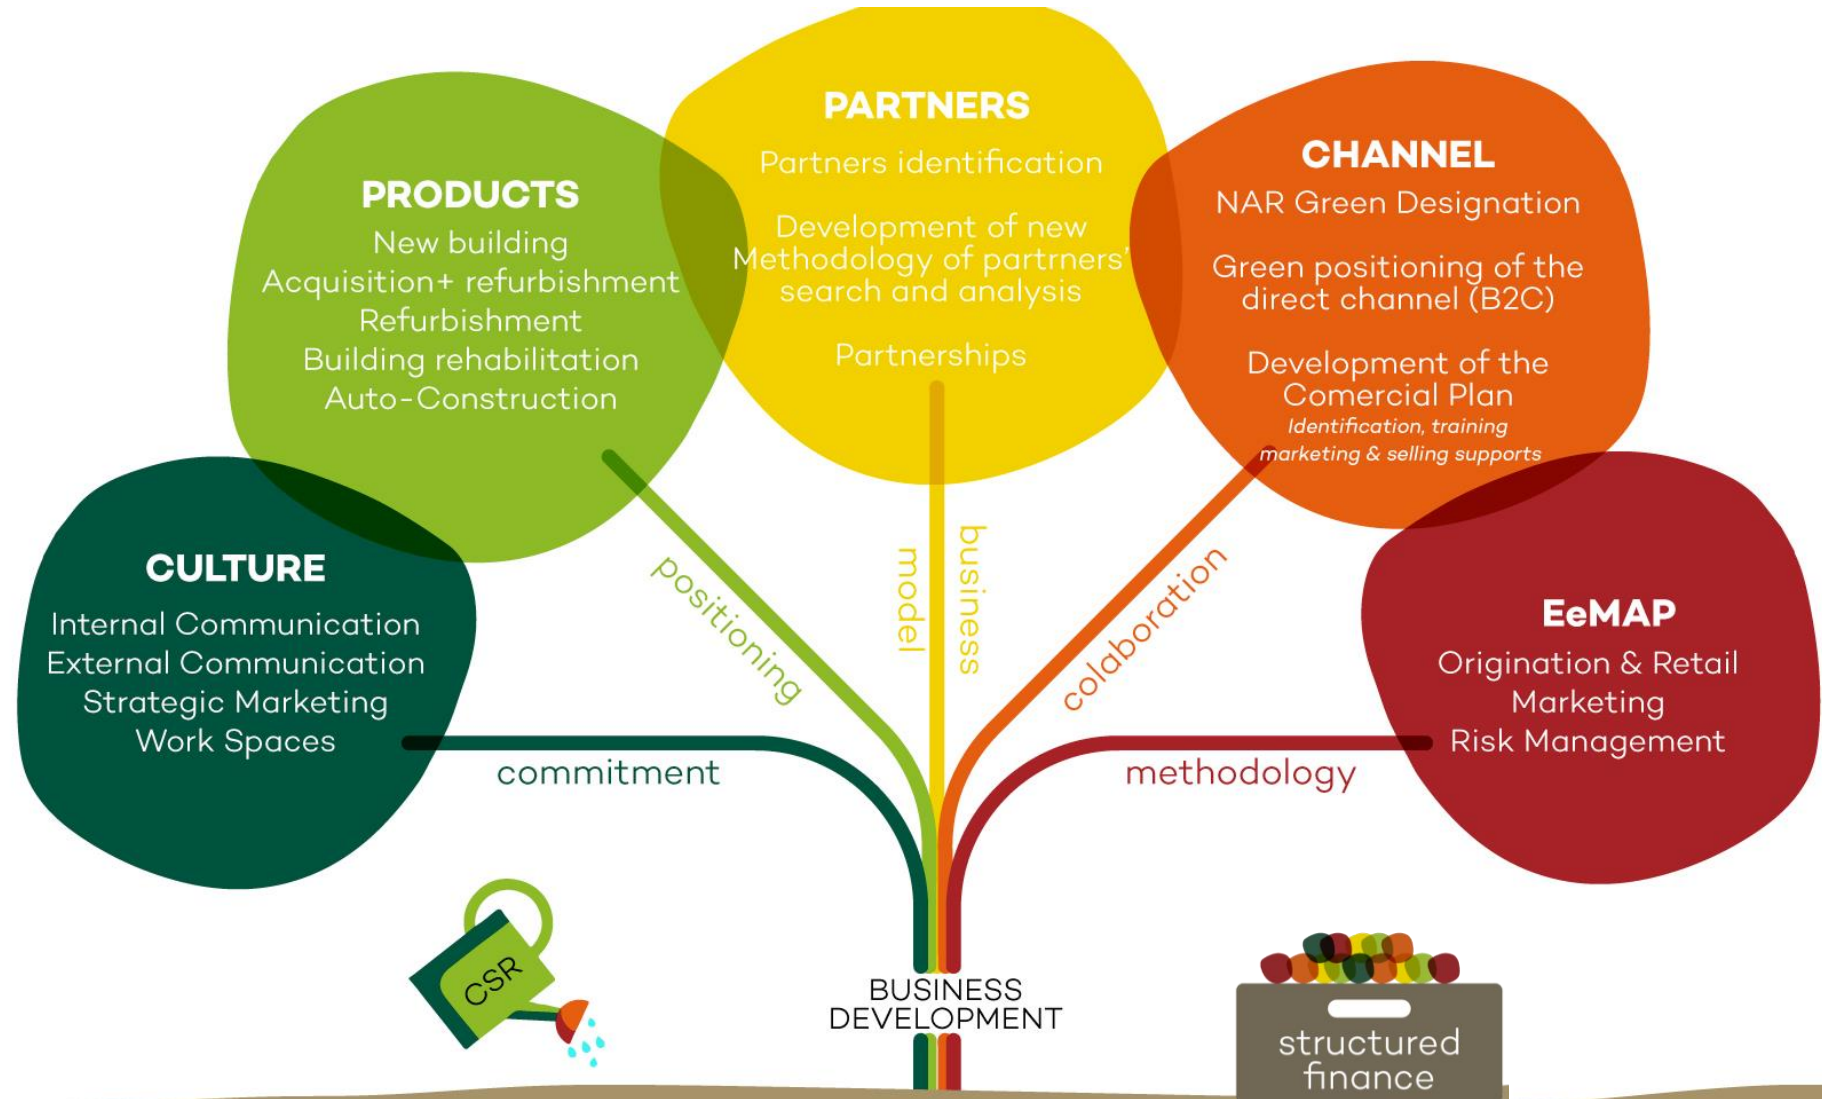 PARTNERS
Partners identification
Development of new
Methodology of partrners'
search and analysis
Partnerships
PRODUCTS
New building
Acquisition+ refurbishment
Refurbishment
Building rehabilitation
Auto-Construction
CHANNEL
NAR Green Designation
Green positioning of the
direct channel (B2C)
Development of the
Comercial Plan
Identification, training
marketing & selling supports
CULTURE
Internal Communication
External Communication
Strategic Marketing
Work Spaces
EeMAP
Origination & Retail
Marketing
Risk Management
commitment
positioning
business
model
colaboration
methodology
CSR
BUSINESS
DEVELOPMENT
structured
finance